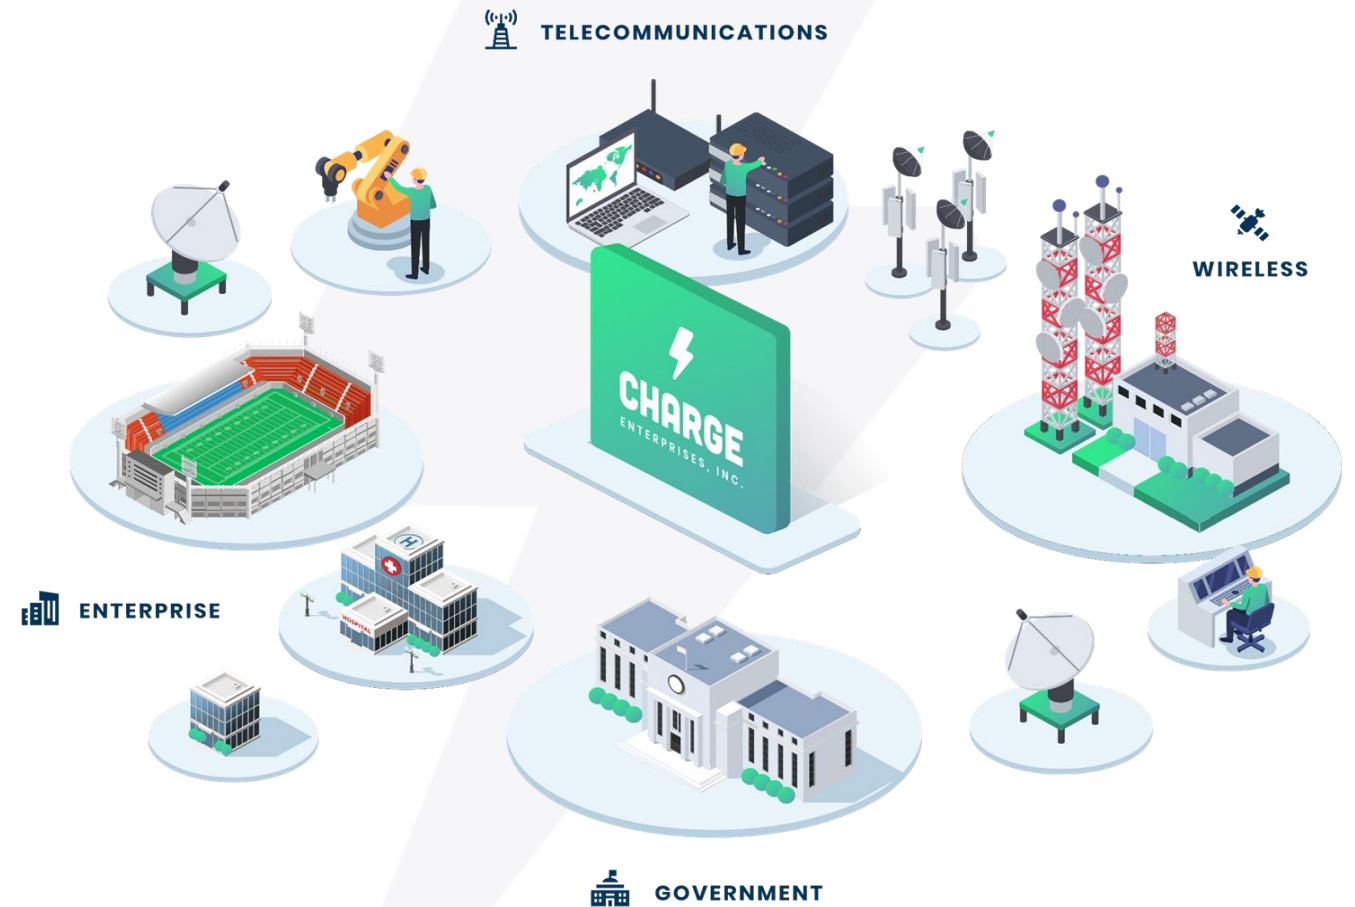 TELECOMMUNICATIONS
WIRELESS
CHARGE
ENTERPRISES, INC.
HOSPITAL
H
ENTERPRISE
GOVERNMENT